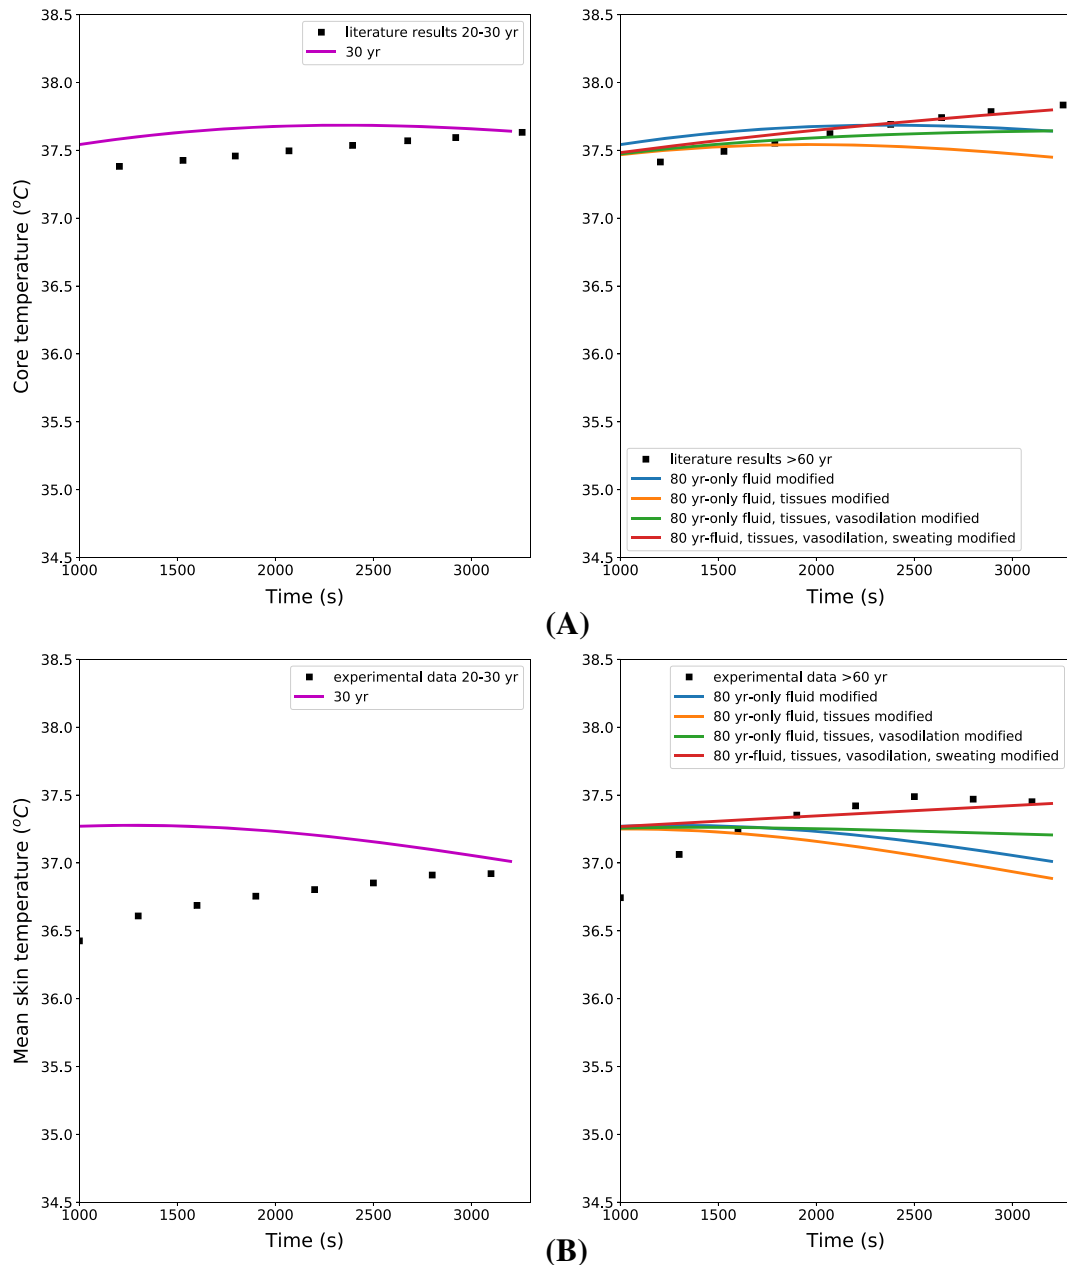 38.5
38.0
37.5
37.0
36.5
36.0
35.5
35.0
34.5
Core temperature (°C)
literature results 20-30 yr
30 yr
1000 1500 2000 2500 3000
Time (s)
38.5
38.0
37.5
37.0
36.5
36.0
35.5
35.0
34.5
literature results >60 yr
80 yr-only fluid modified
80 yr-only fluid, tissues modified
80 yr-only fluid, tissues, vasodilation modified
80 yr-fluid, tissues, vasodilation, sweating modified
1000 1500 2000 2500 3000
Time (s)
(A)
38.5
38.0
37.5
37.0
36.5
36.0
35.5
35.0
34.5
Mean skin temperature (°C)
experimental data 20-30 yr
30 yr
1000 1500 2000 2500 3000
Time (s)
38.5
38.0
37.5
37.0
36.5
36.0
35.5
35.0
34.5
experimental data >60 yr
80 yr-only fluid modified
80 yr-only fluid, tissues modified
80 yr-only fluid, tissues, vasodilation modified
80 yr-fluid, tissues, vasodilation, sweating modified
1000 1500 2000 2500 3000
Time (s)
(B)